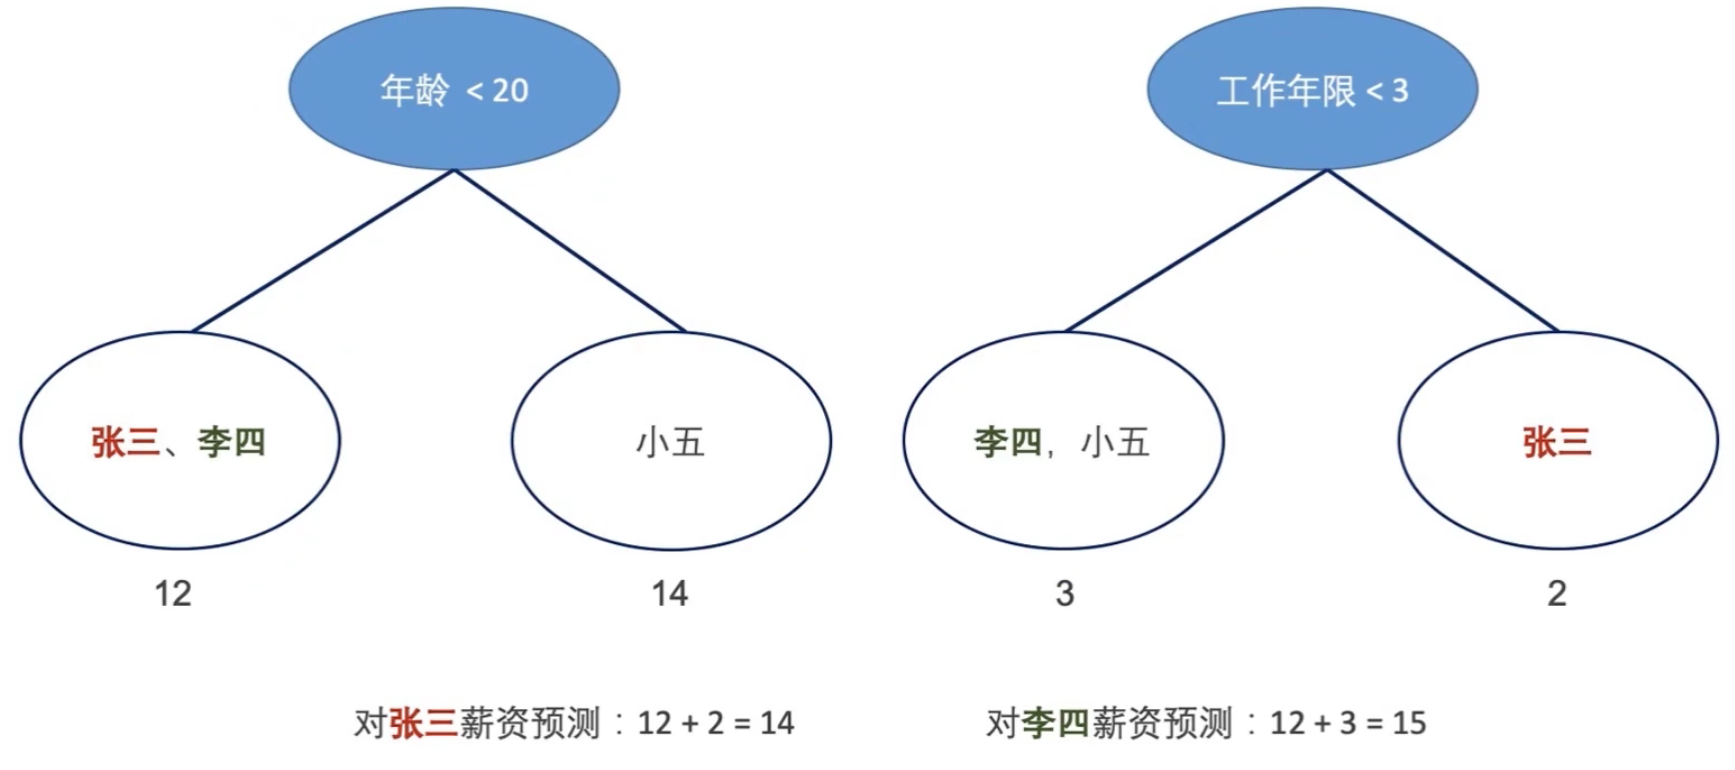 年龄 < 20
工作年限 < 3
张三、李四
小五
李四，小五
张三
12
14
3
2
对张三薪资预测：12 + 2 = 14
对李四薪资预测：12 + 3 = 15